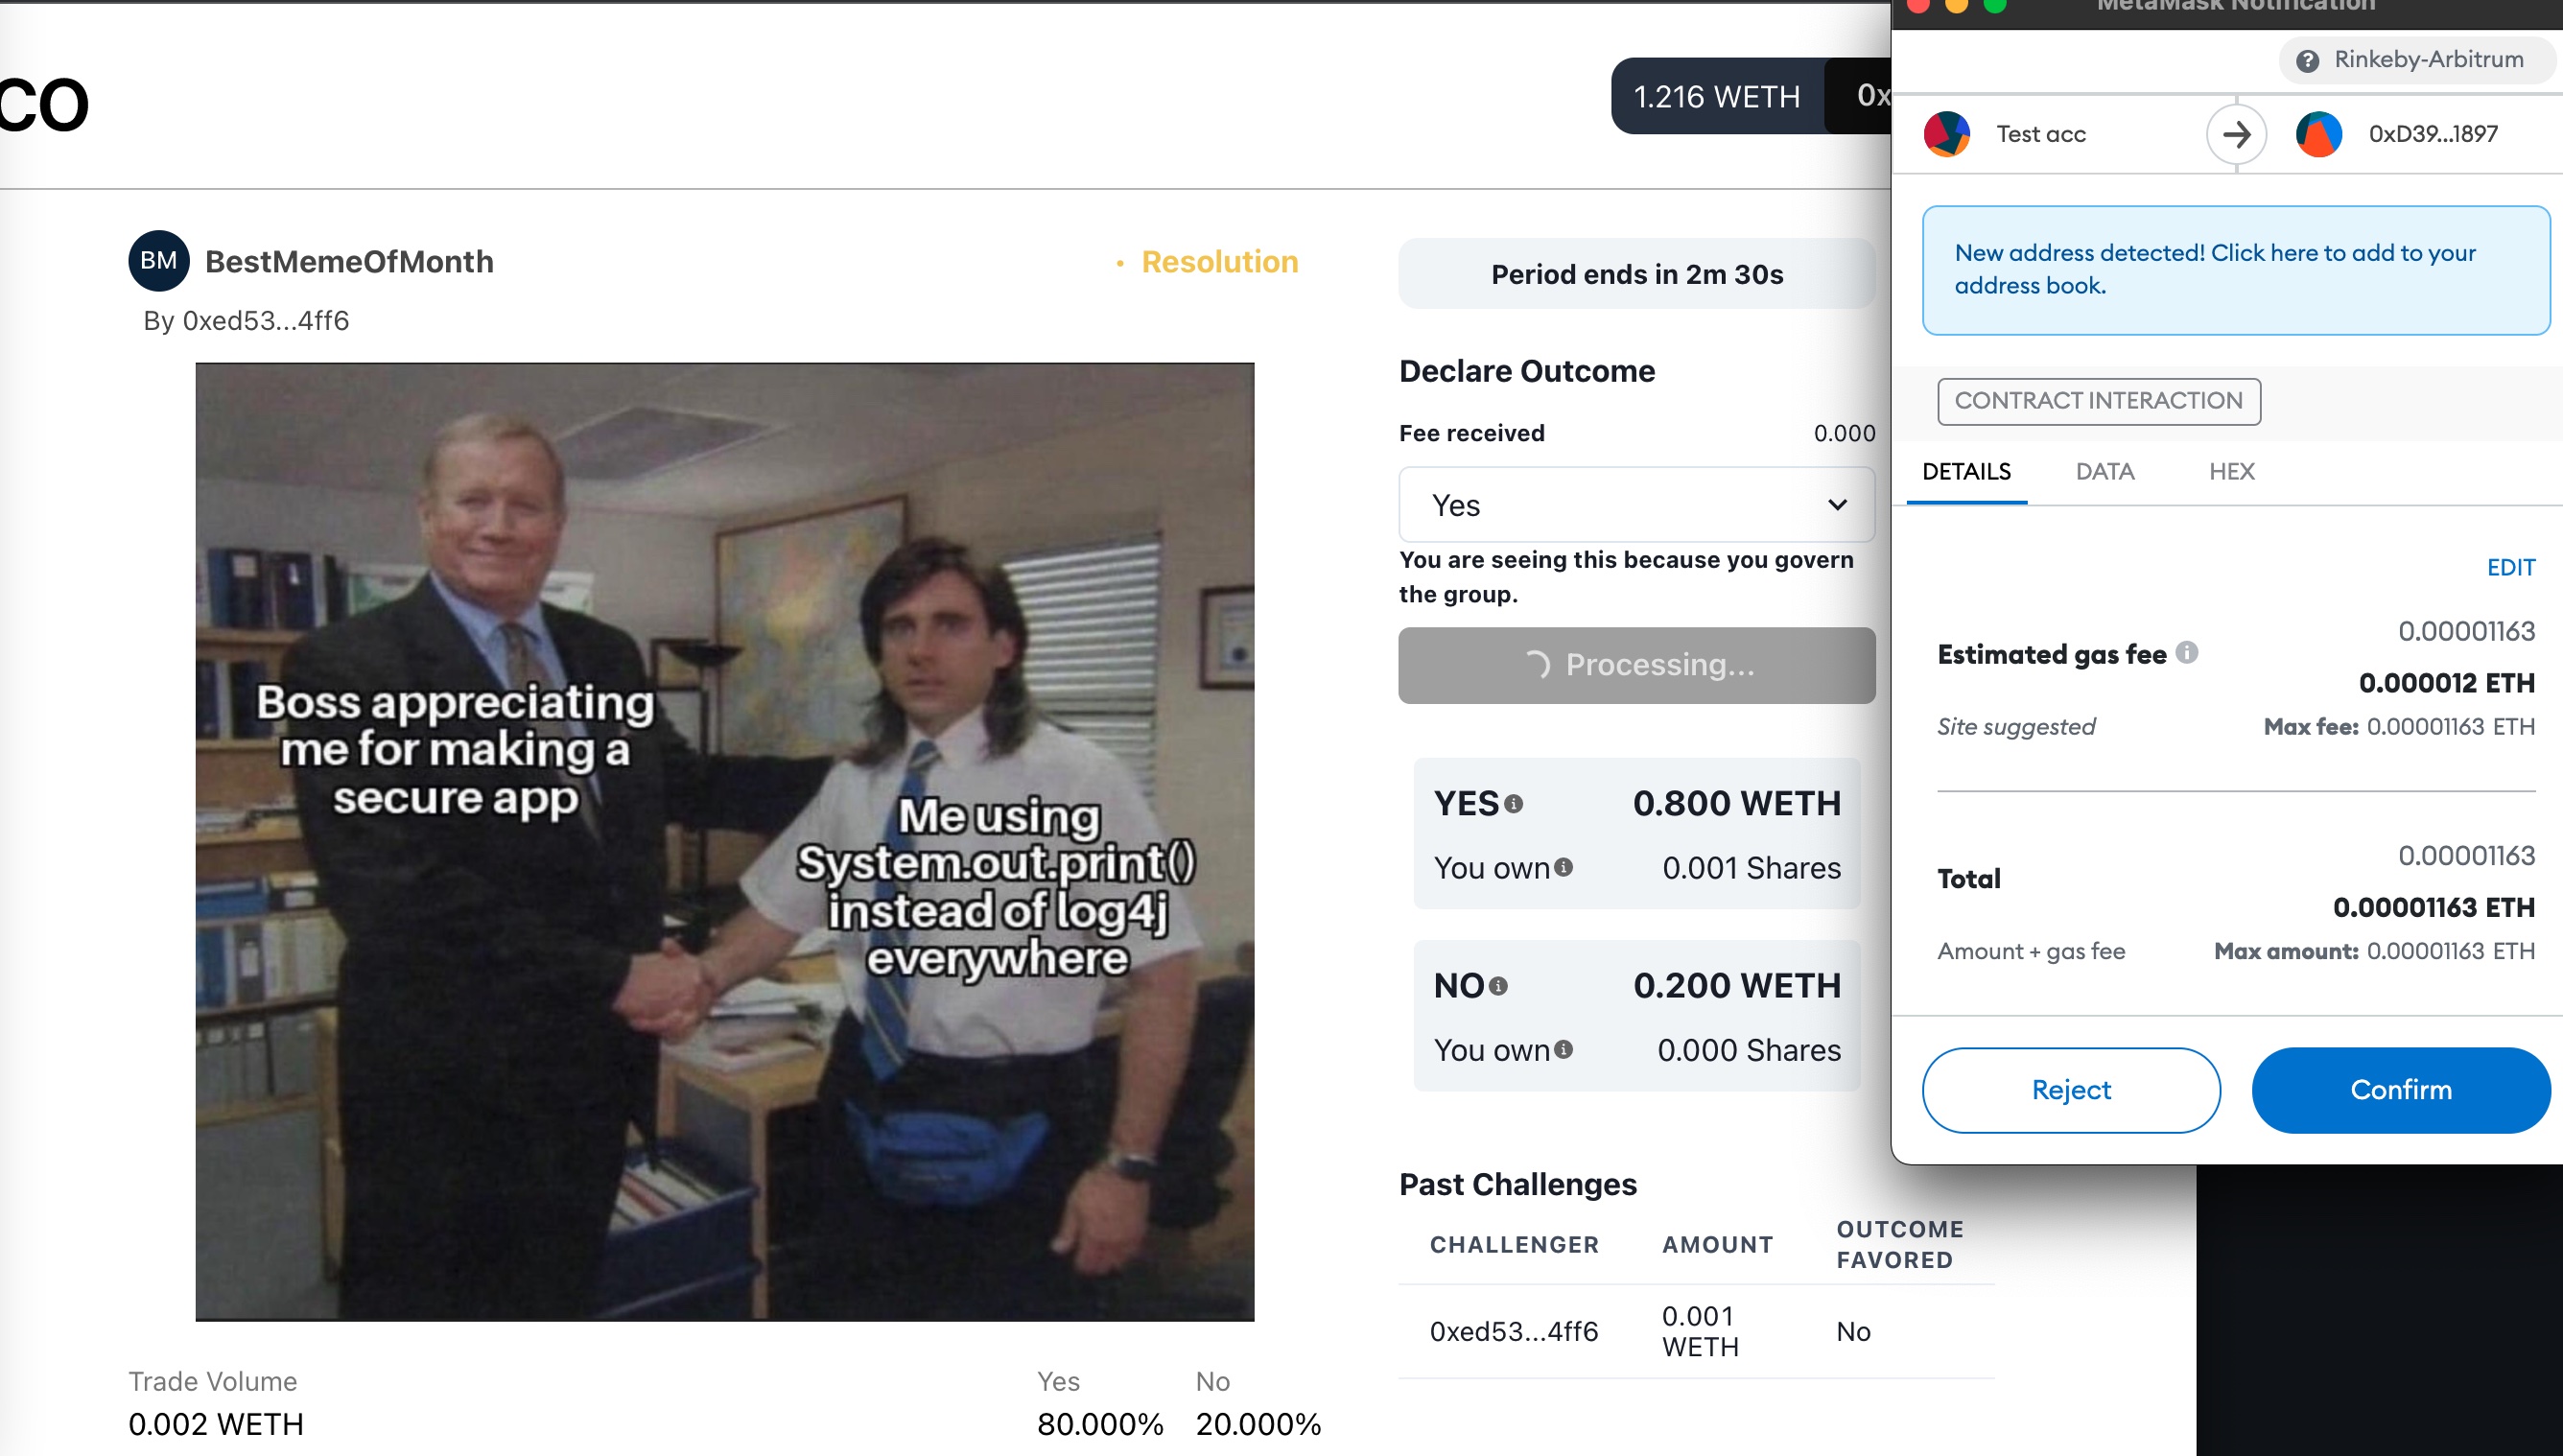 CO
1.216 WETH
0x
BM BestMemeOfMonth
• Resolution
By 0xed53...4ff6
Boss appreciating
me for making a
secure app
Me using
System.out.print()
instead of log4j
everywhere
Trade Volume
0.002 WETH
Yes
80.000%
No
20.000%
Period ends in 2m 30s
Declare Outcome
Fee received 0.000
Yes
You are seeing this because you govern
the group.
Processing...
YES 0.800 WETH
You own 0.001 Shares
NO 0.200 WETH
You own 0.000 Shares
Past Challenges
CHALLENGER AMOUNT OUTCOME
FAVORED
0xed53...4ff6 0.001
WETH No
MetaMask Notification
Rinkeby-Arbitrum
Test acc
0xD39...1897
New address detected! Click here to add to your
address book.
CONTRACT INTERACTION
DETAILS DATA HEX
EDIT
0.00001163
Estimated gas fee
0.000012 ETH
Site suggested Max fee: 0.00001163 ETH
0.00001163
Total
0.00001163 ETH
Amount + gas fee Max amount: 0.00001163 ETH
Reject Confirm